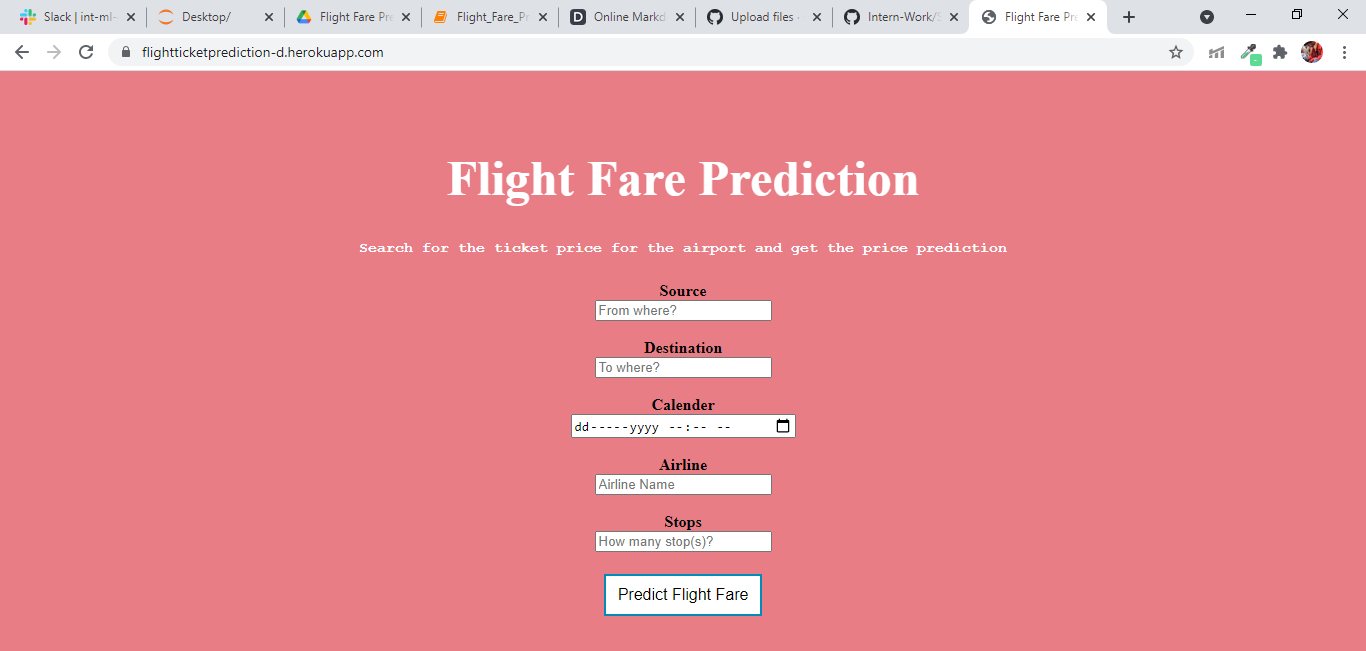 Slack | int-ml-
Desktop/
Flight Fare Pre
Flight_Fare_Pr
Online Markd
Upload files ·
Intern-Work/S
Flight Fare Pre
flightticketprediction-d.herokuapp.com
Flight Fare Prediction
Search for the ticket price for the airport and get the price prediction
Source
From where?
Destination
To where?
Calender
dd-----yyyy --:-- --
Airline
Airline Name
Stops
How many stop(s)?
Predict Flight Fare